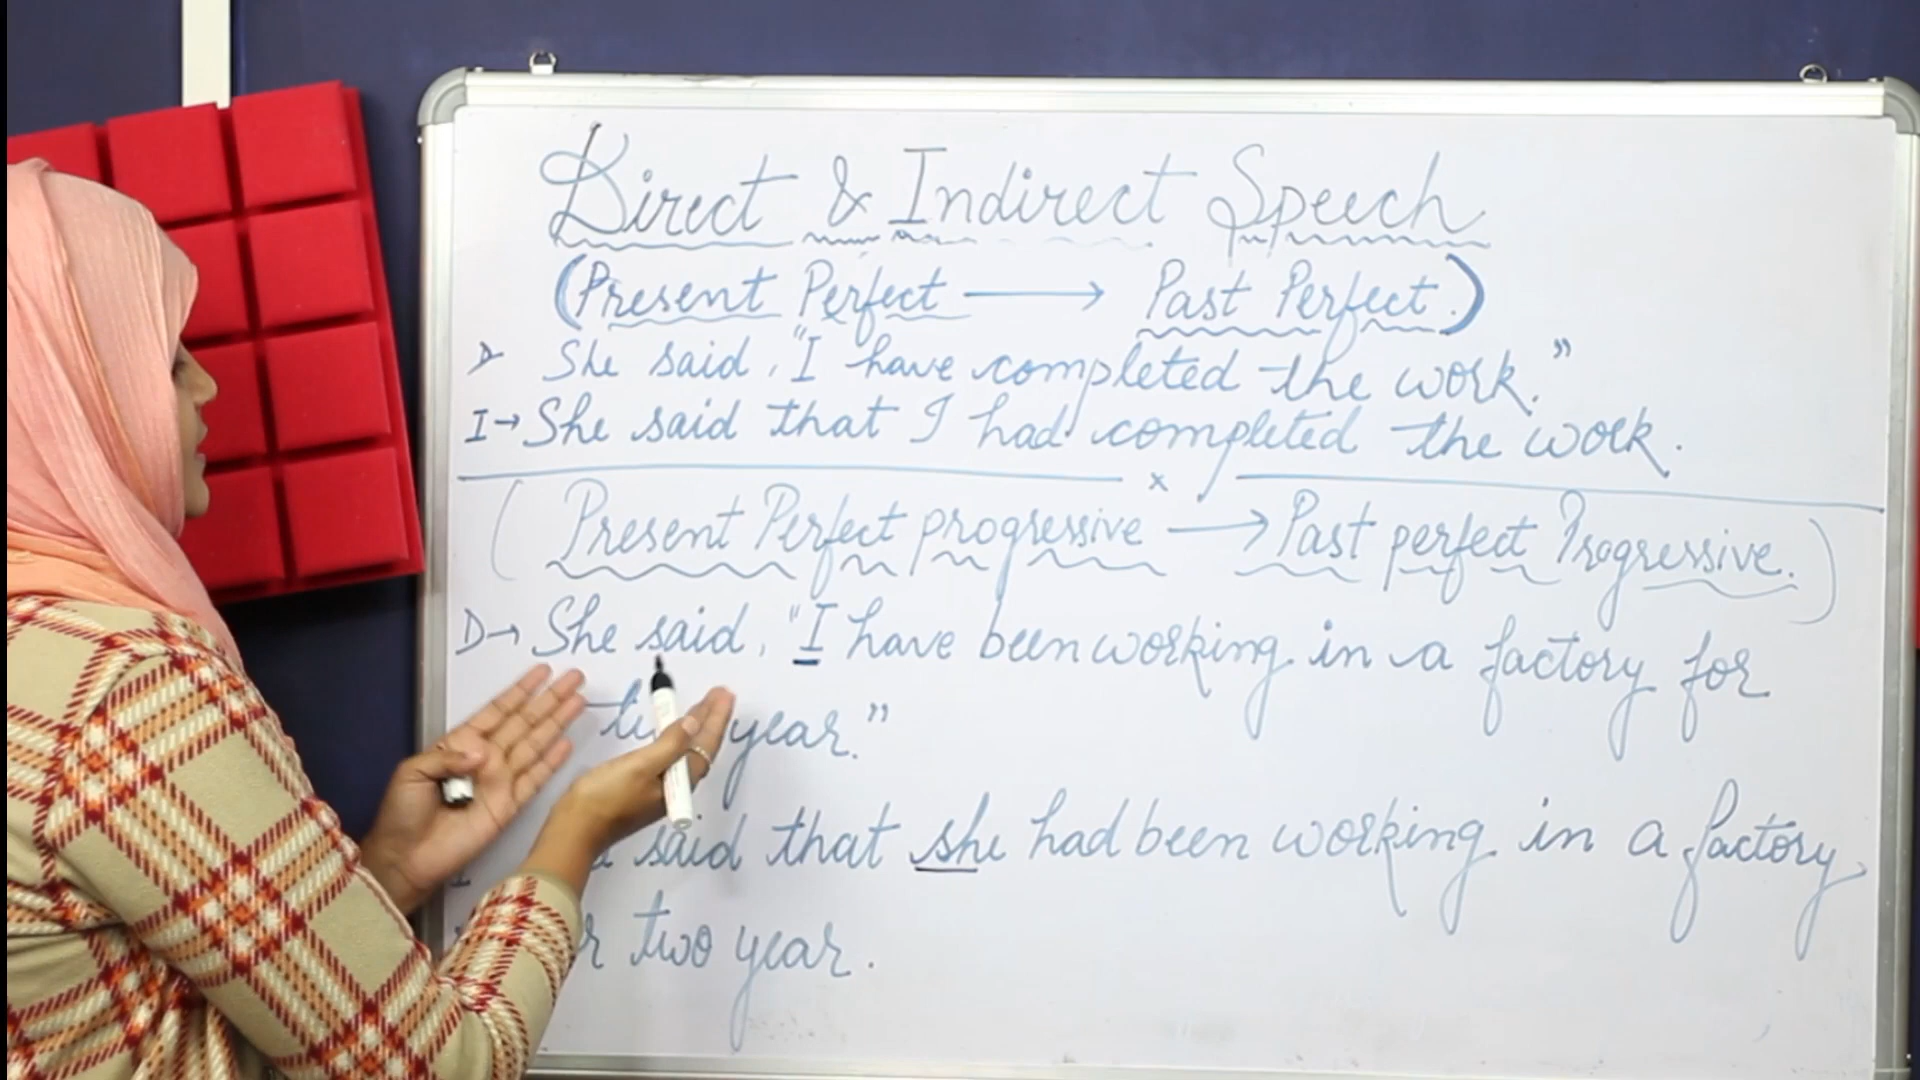 Direct & Indirect Speech
(Present Perfect → Past Perfect.)
D She said, "I have completed the work."
I→ She said that I had completed the work.
x
(Present Perfect progressive → Past perfect Progressive.)
D→ She said, "I have been working in a factory for
year."
said that she had been working in a factory
two year.